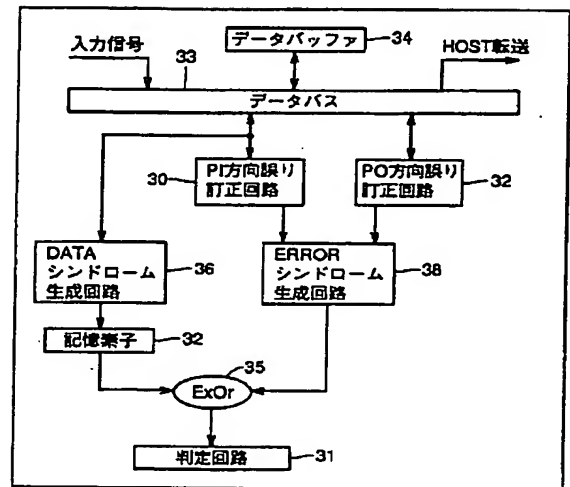 入力信号
33
データバッファ
34
HOST転送
データバス
30
PI方向誤り
訂正回路
PO方向誤り
訂正回路
32
DATA
シンドローム
生成回路
36
ERROR
シンドローム
生成回路
38
記憶素子
32
35
ExOr
判定回路
31